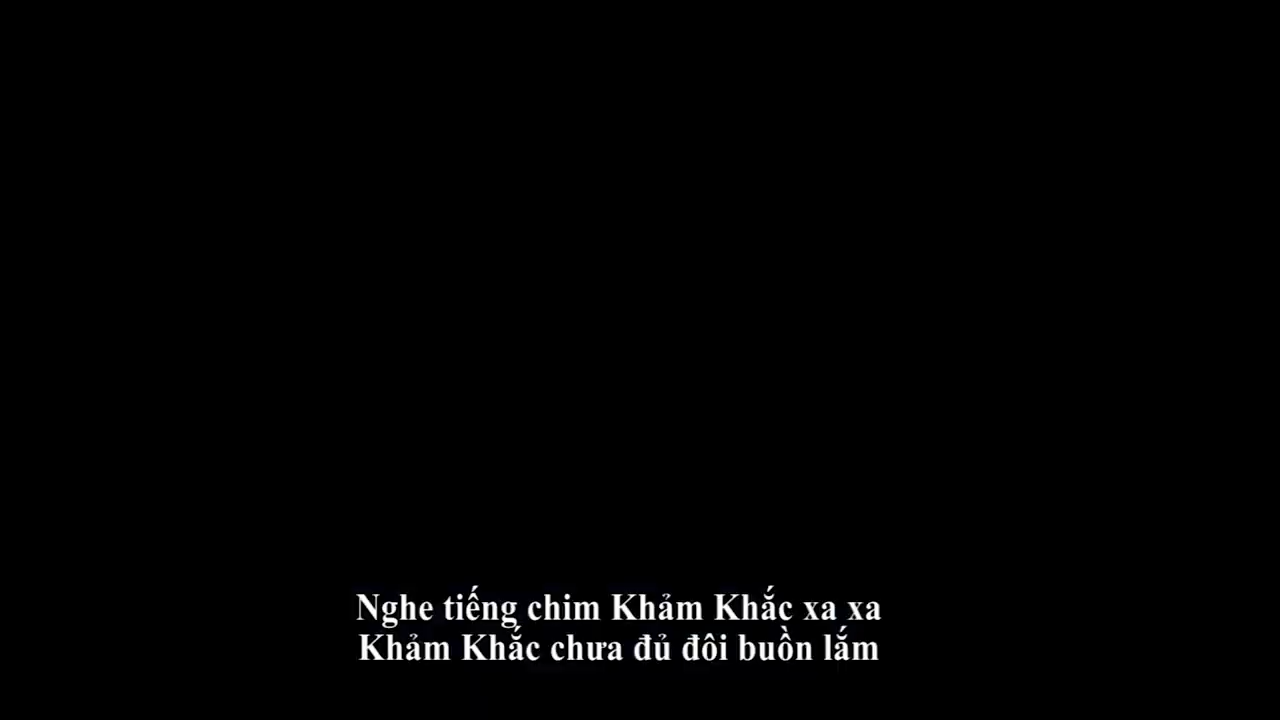 Nghe tiếng chim Khảm Khắc xa xa
Khảm Khắc chưa đủ đôi buồn lắm